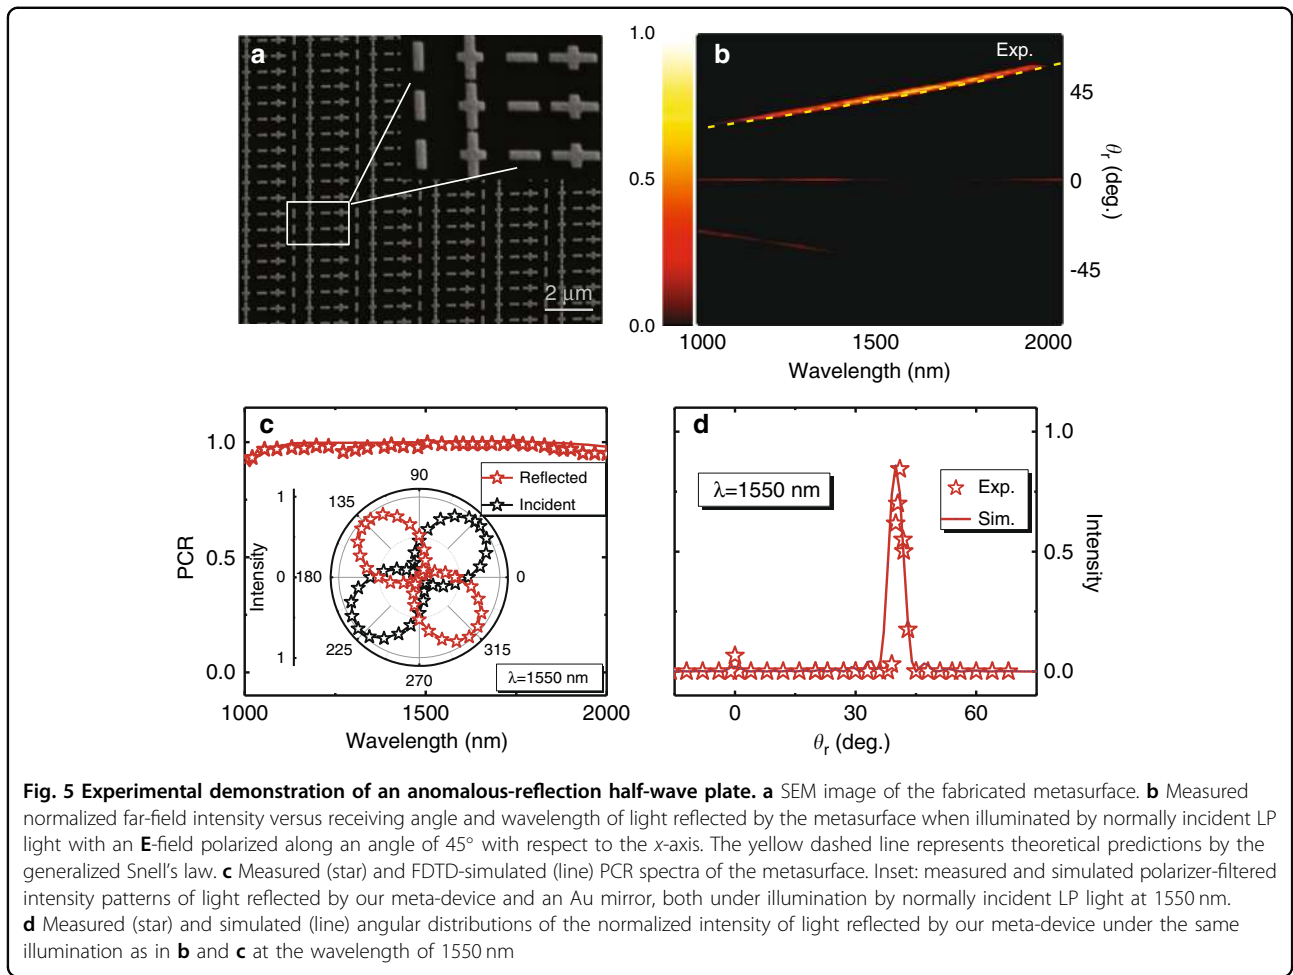 a
2 μm
1.0
0.5
0.0
b
Exp.
45
0
-45
θr (deg.)
1000
1500
2000
Wavelength (nm)
c
PCR
1.0
0.5
0.0
Reflected
Incident
Intensity
1
0
1
90
135
180
0
225
315
270
λ=1550 nm
1000
1500
2000
Wavelength (nm)
d
λ=1550 nm
Exp.
Sim.
1.0
0.5
0.0
Intensity
0
30
60
θr (deg.)
Fig. 5 Experimental demonstration of an anomalous-reflection half-wave plate. a SEM image of the fabricated metasurface. b Measured
normalized far-field intensity versus receiving angle and wavelength of light reflected by the metasurface when illuminated by normally incident LP
light with an E-field polarized along an angle of 45° with respect to the x-axis. The yellow dashed line represents theoretical predictions by the
generalized Snell's law. c Measured (star) and FDTD-simulated (line) PCR spectra of the metasurface. Inset: measured and simulated polarizer-filtered
intensity patterns of light reflected by our meta-device and an Au mirror, both under illumination by normally incident LP light at 1550 nm.
d Measured (star) and simulated (line) angular distributions of the normalized intensity of light reflected by our meta-device under the same
illumination as in b and c at the wavelength of 1550 nm